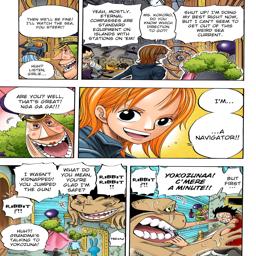 SHUT UP! I'M DOING
MY BEST RIGHT NOW,
BUT I CAN'T SEEM TO
GET OUT OF THIS
WEIRD SEA
CURRENT.
MS. KOKORO,
DO YOU KNOW
WHICH
DIRECTION
TO GO?
YEAH, MOSTLY.
ETERNAL
COMPASSES ARE
STANDARD
EQUIPMENT ON
ISLANDS WITH
STATIONS ON 'EM!
THEN WE'LL BE
FINE! I'LL
WATCH THE SEA,
YOU STEER!!
HUH?
LISTEN,
GIRLIE...
I'M...
...A
NAVIGATOR!!
ARE YOU? WELL,
THAT'S GREAT!
NGA GA GA!!
BUT
FIRST...
YOKOZUNAA!
C'MERE
A MINUTE!!
RIBBIT
!!
WHAT DO
YOU MEAN,
YOU'RE GLAD
I'M SAFE?
I WASN'T
KIDNAPPED!
YOU JUMPED
THE GUN!
RIBBIT
!!
RIBBIT
!!
HUH?!
GRANDMA'S
TALKING TO
YOKOZUNA!